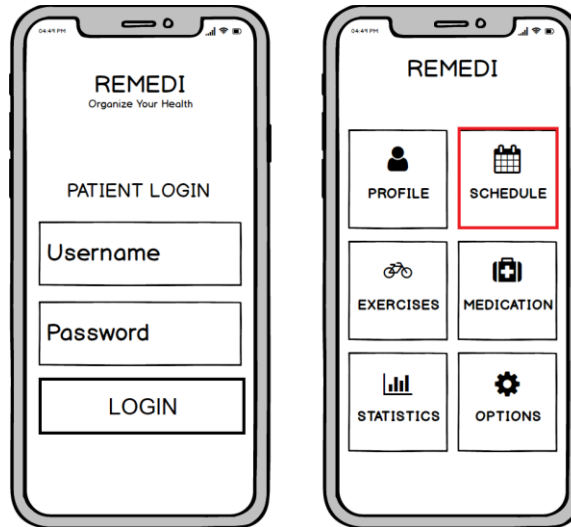 04:49 PM
REMEDI
Organize Your Health
PATIENT LOGIN
Username
Password
LOGIN
04:49 PM
REMEDI
PROFILE
SCHEDULE
EXERCISES
MEDICATION
STATISTICS
OPTIONS